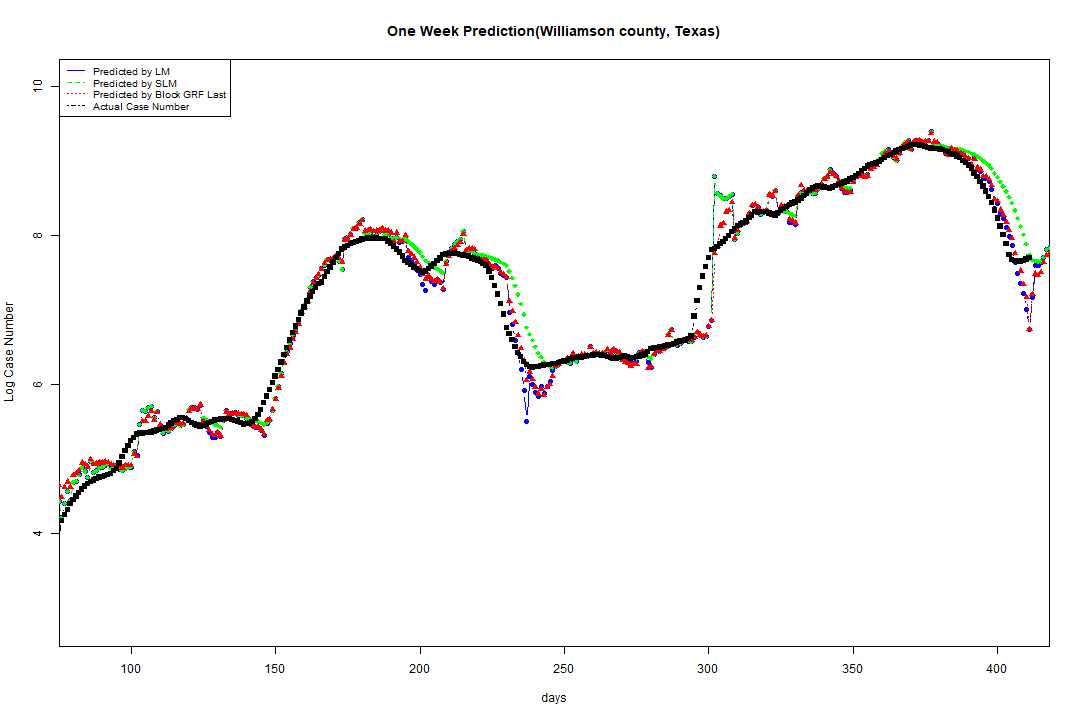 One Week Prediction(Williamson county, Texas)
Predicted by LM
Predicted by SLM
Predicted by Block GRF Last
Actual Case Number
Log Case Number
10
8
6
4
100 150 200 250 300 350 400
days